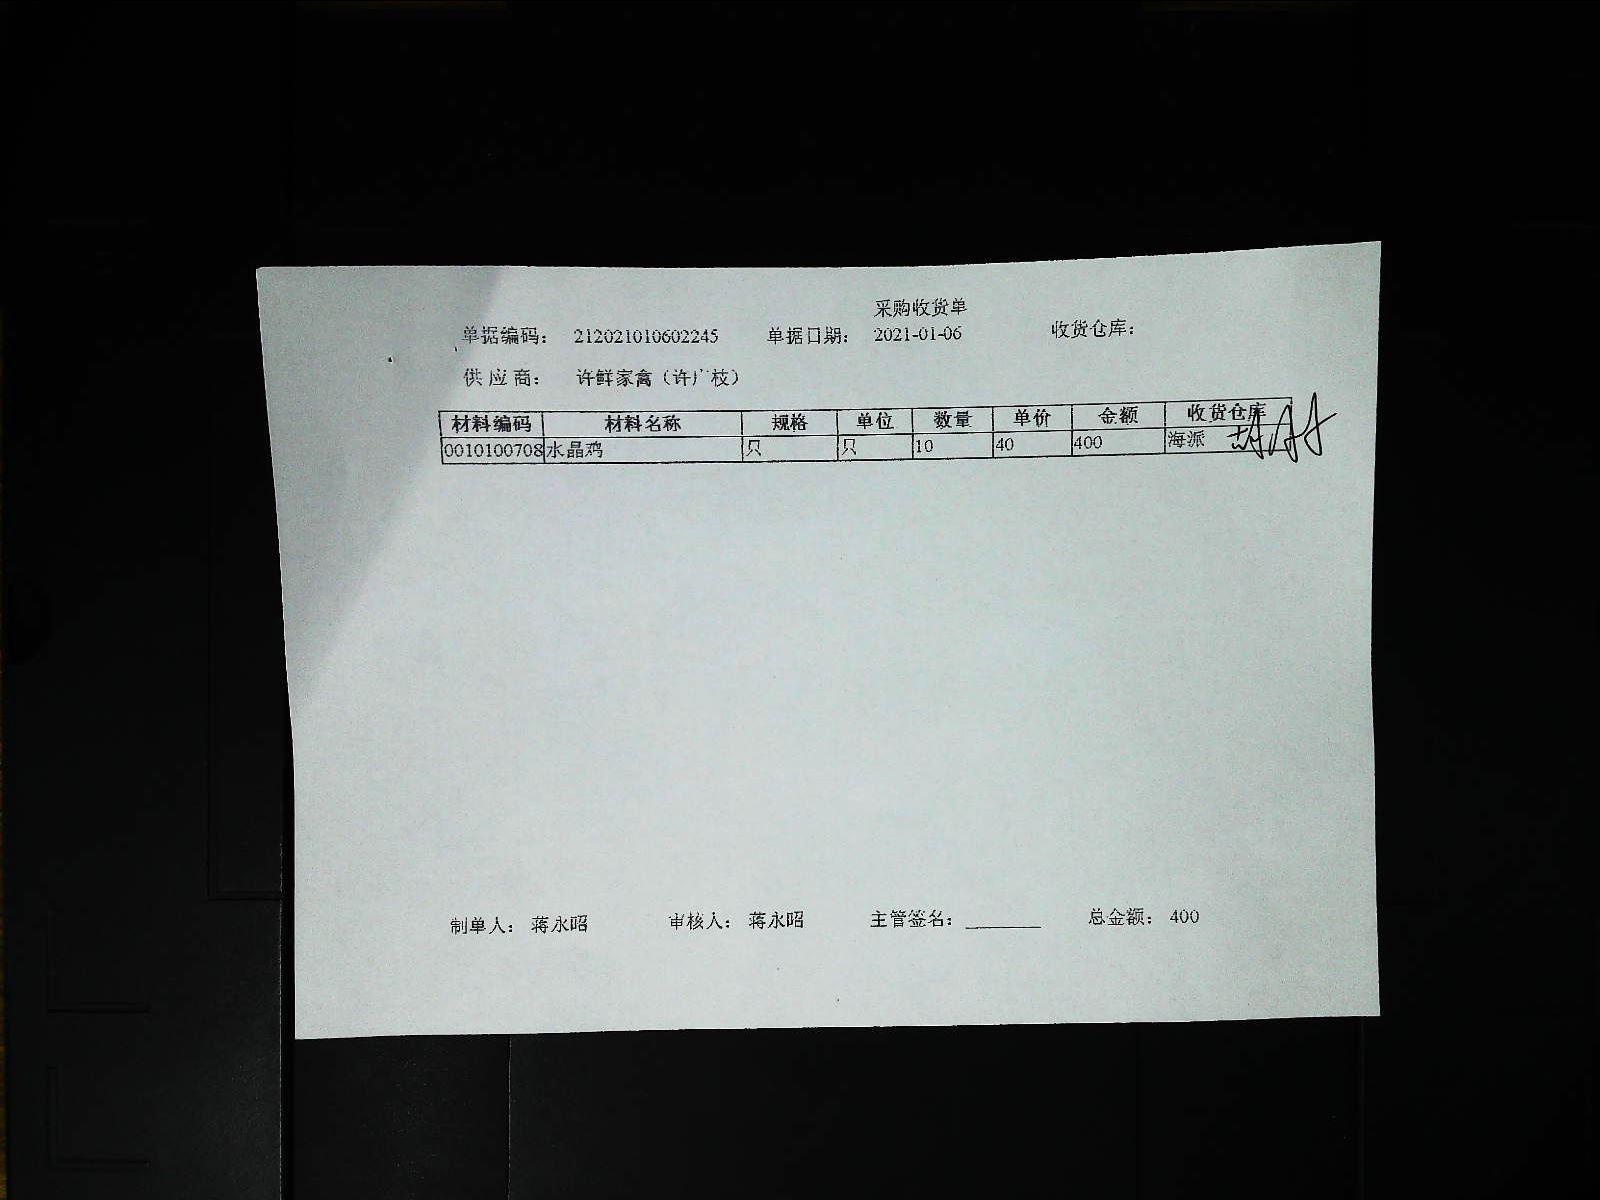 采购收货单
单据编码： 212021010602245 单据日期： 2021-01-06 收货仓库：
供 应 商： 许鲜家禽（许广枝）
材料编码 材料名称 规格 单位 数量 单价 金额 收货仓库
0010100708 水晶鸡 只 只 10 40 400 海派
制单人： 蒋永昭 审核人： 蒋永昭 主管签名： 总金额： 400